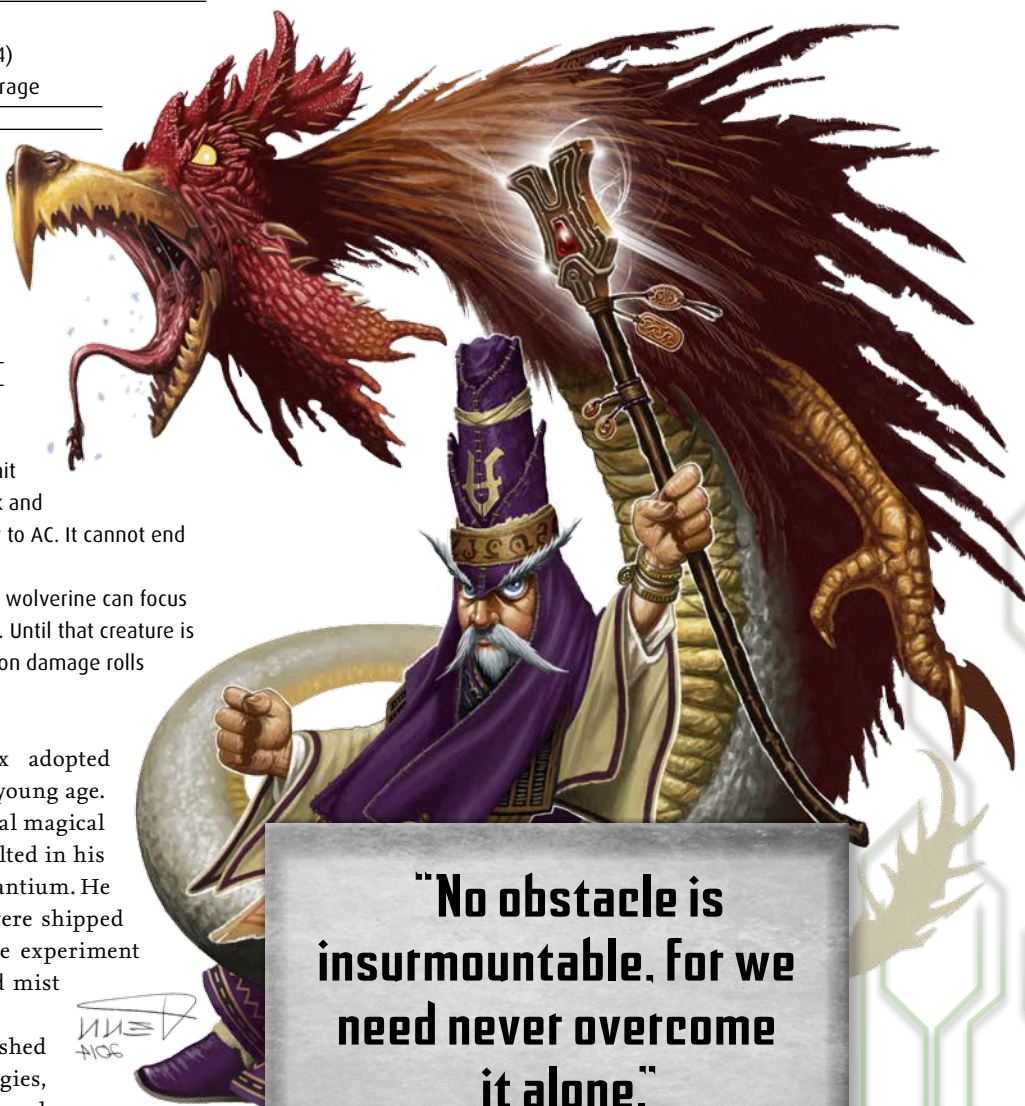 4)
rage
it
and
to AC. It cannot end
wolverine can focus
. Until that creature is
on damage rolls
x adopted
young age.
al magical
lted in his
antium. He
were shipped
e experiment
d mist
shed
gies,
"No obstacle is
insurmountable, for we
need never overcome
it alone."